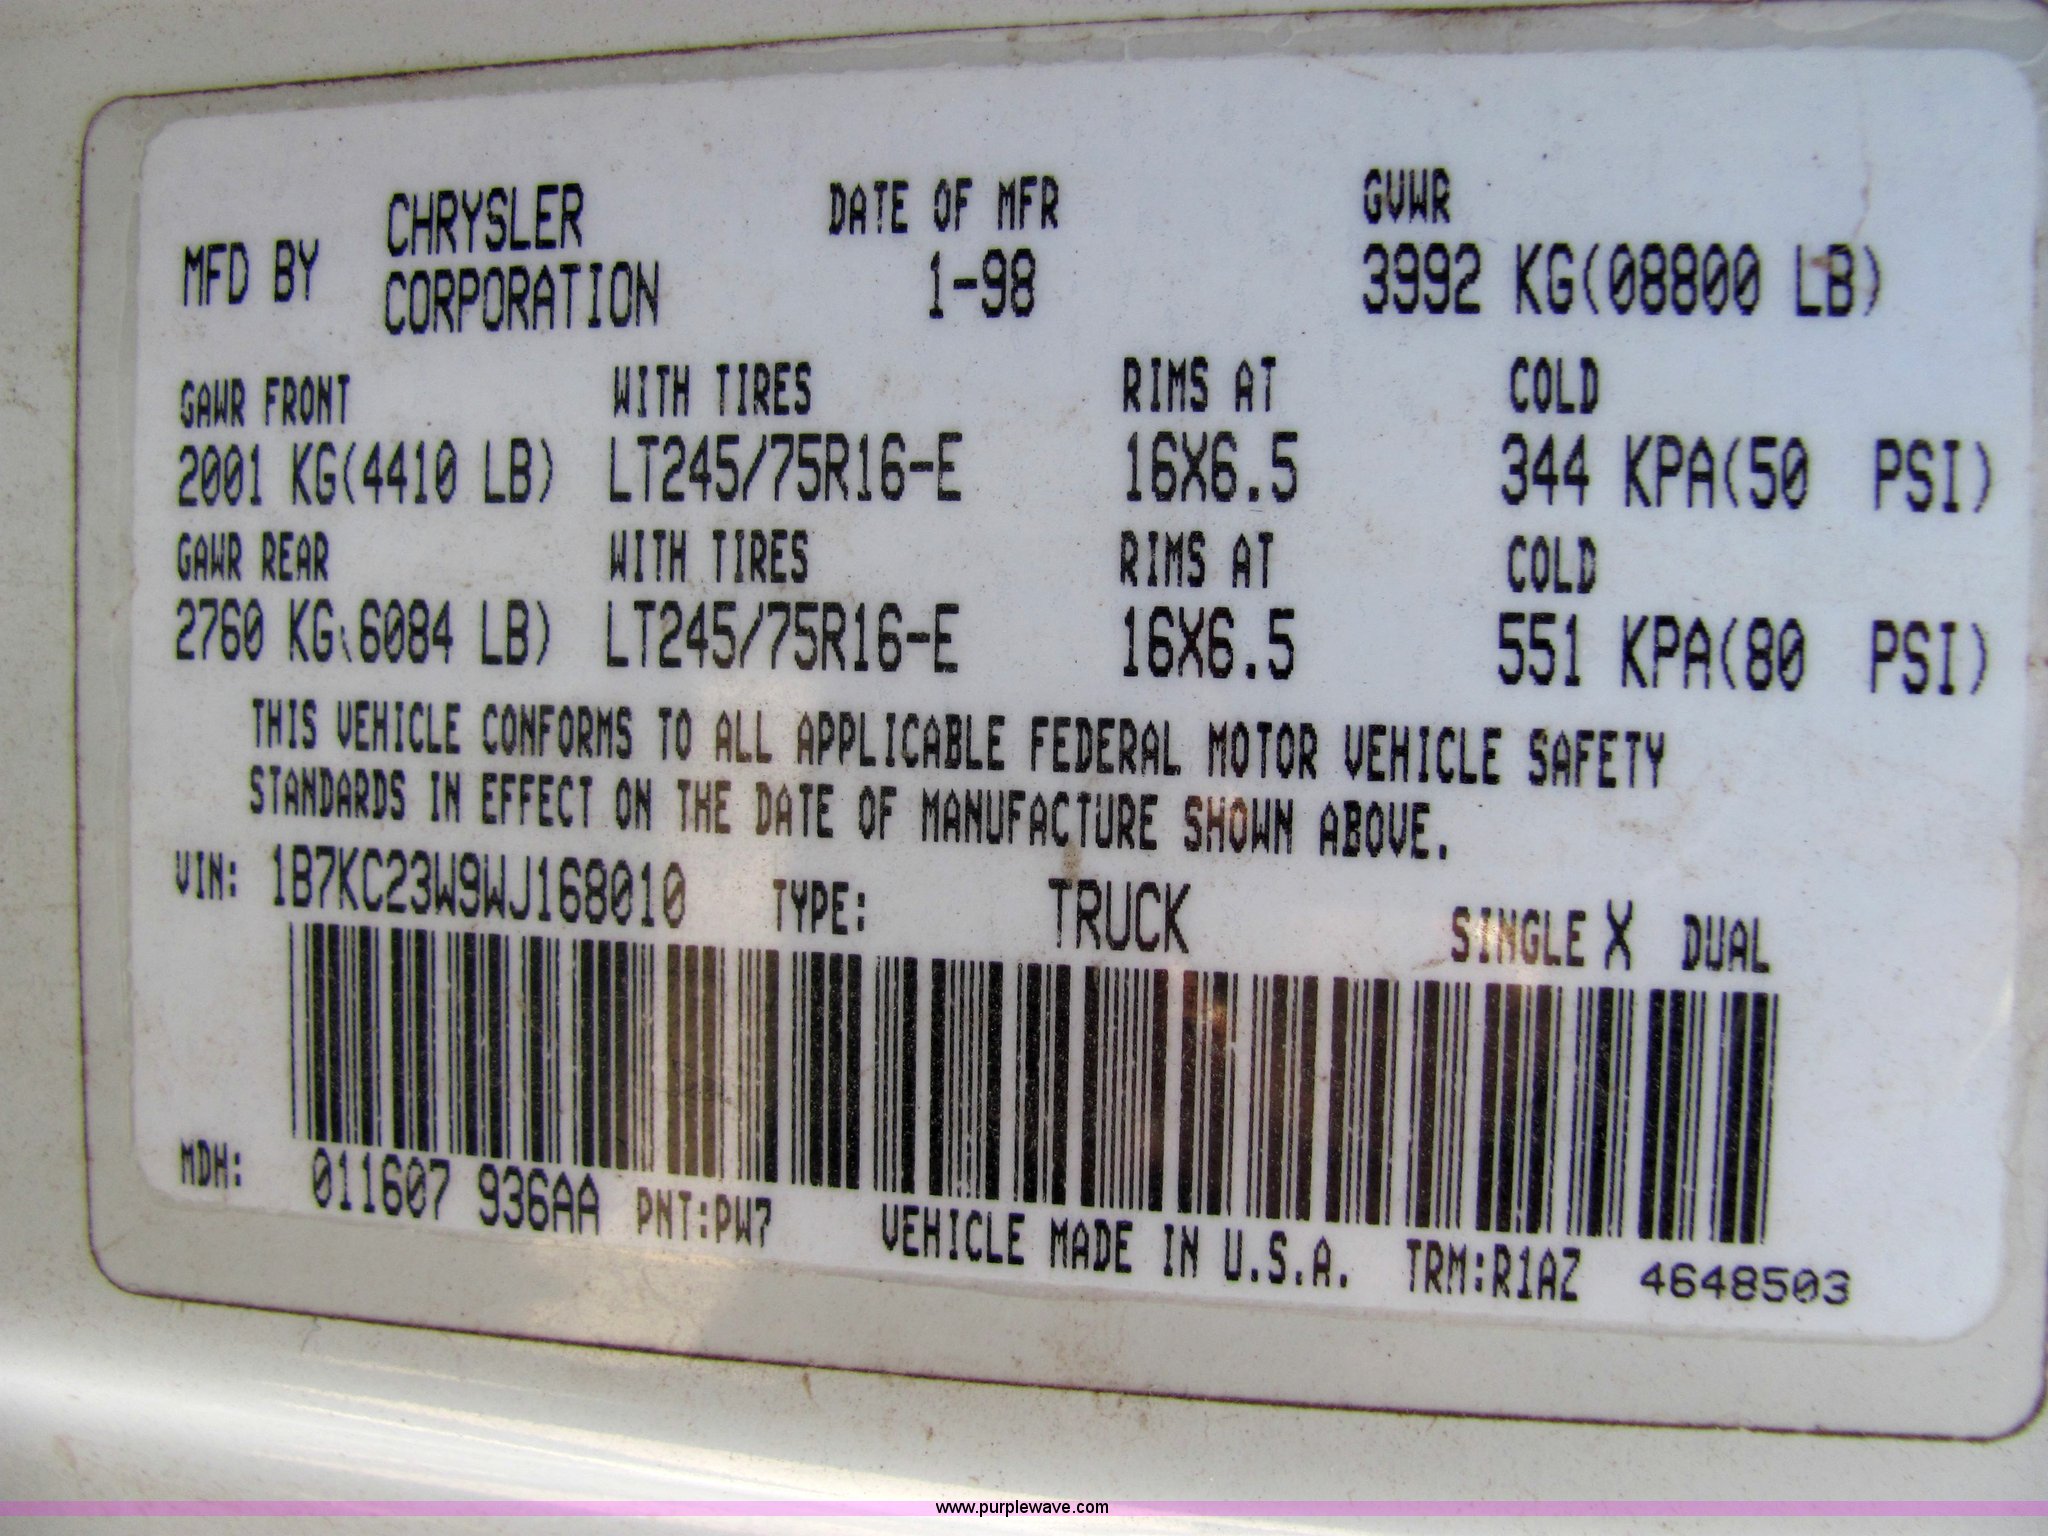 MFD BY CHRYSLER CORPORATION DATE OF MFR 1-98 GVWR 3992 KG(08800 LB)
GAWR FRONT WITH TIRES RIMS AT COLD
2001 KG(4410 LB) LT245/75R16-E 16X6.5 344 KPA(50 PSI)
GAWR REAR WITH TIRES RIMS AT COLD
2760 KG(6084 LB) LT245/75R16-E 16X6.5 551 KPA(80 PSI)
THIS VEHICLE CONFORMS TO ALL APPLICABLE FEDERAL MOTOR VEHICLE SAFETY
STANDARDS IN EFFECT ON THE DATE OF MANUFACTURE SHOWN ABOVE.
VIN: 1B7KC23W9WJ168010 TYPE: TRUCK SINGLE X DUAL
MDH: 011607 936AA PNT:PW7 VEHICLE MADE IN U.S.A. TRM:R1AZ 4648503
www.purplewave.com